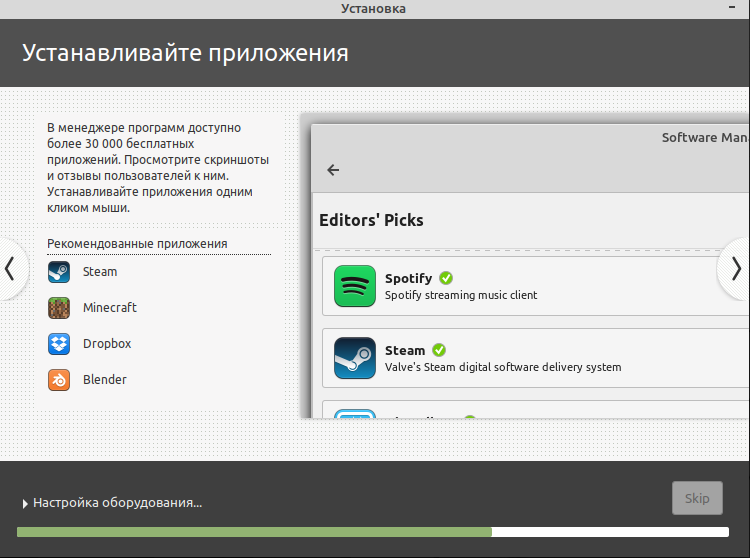 Установка
Устанавливайте приложения
В менеджере программ доступно
более 30 000 бесплатных
приложений. Просмотрите скриншоты
и отзывы пользователей к ним.
Устанавливайте приложения одним
кликом мыши.
Рекомендованные приложения
Steam
Minecraft
Dropbox
Blender
Software Man
Editors' Picks
Spotify
Spotify streaming music client
Steam
Valve's Steam digital software delivery system
Настройка оборудования...
Skip